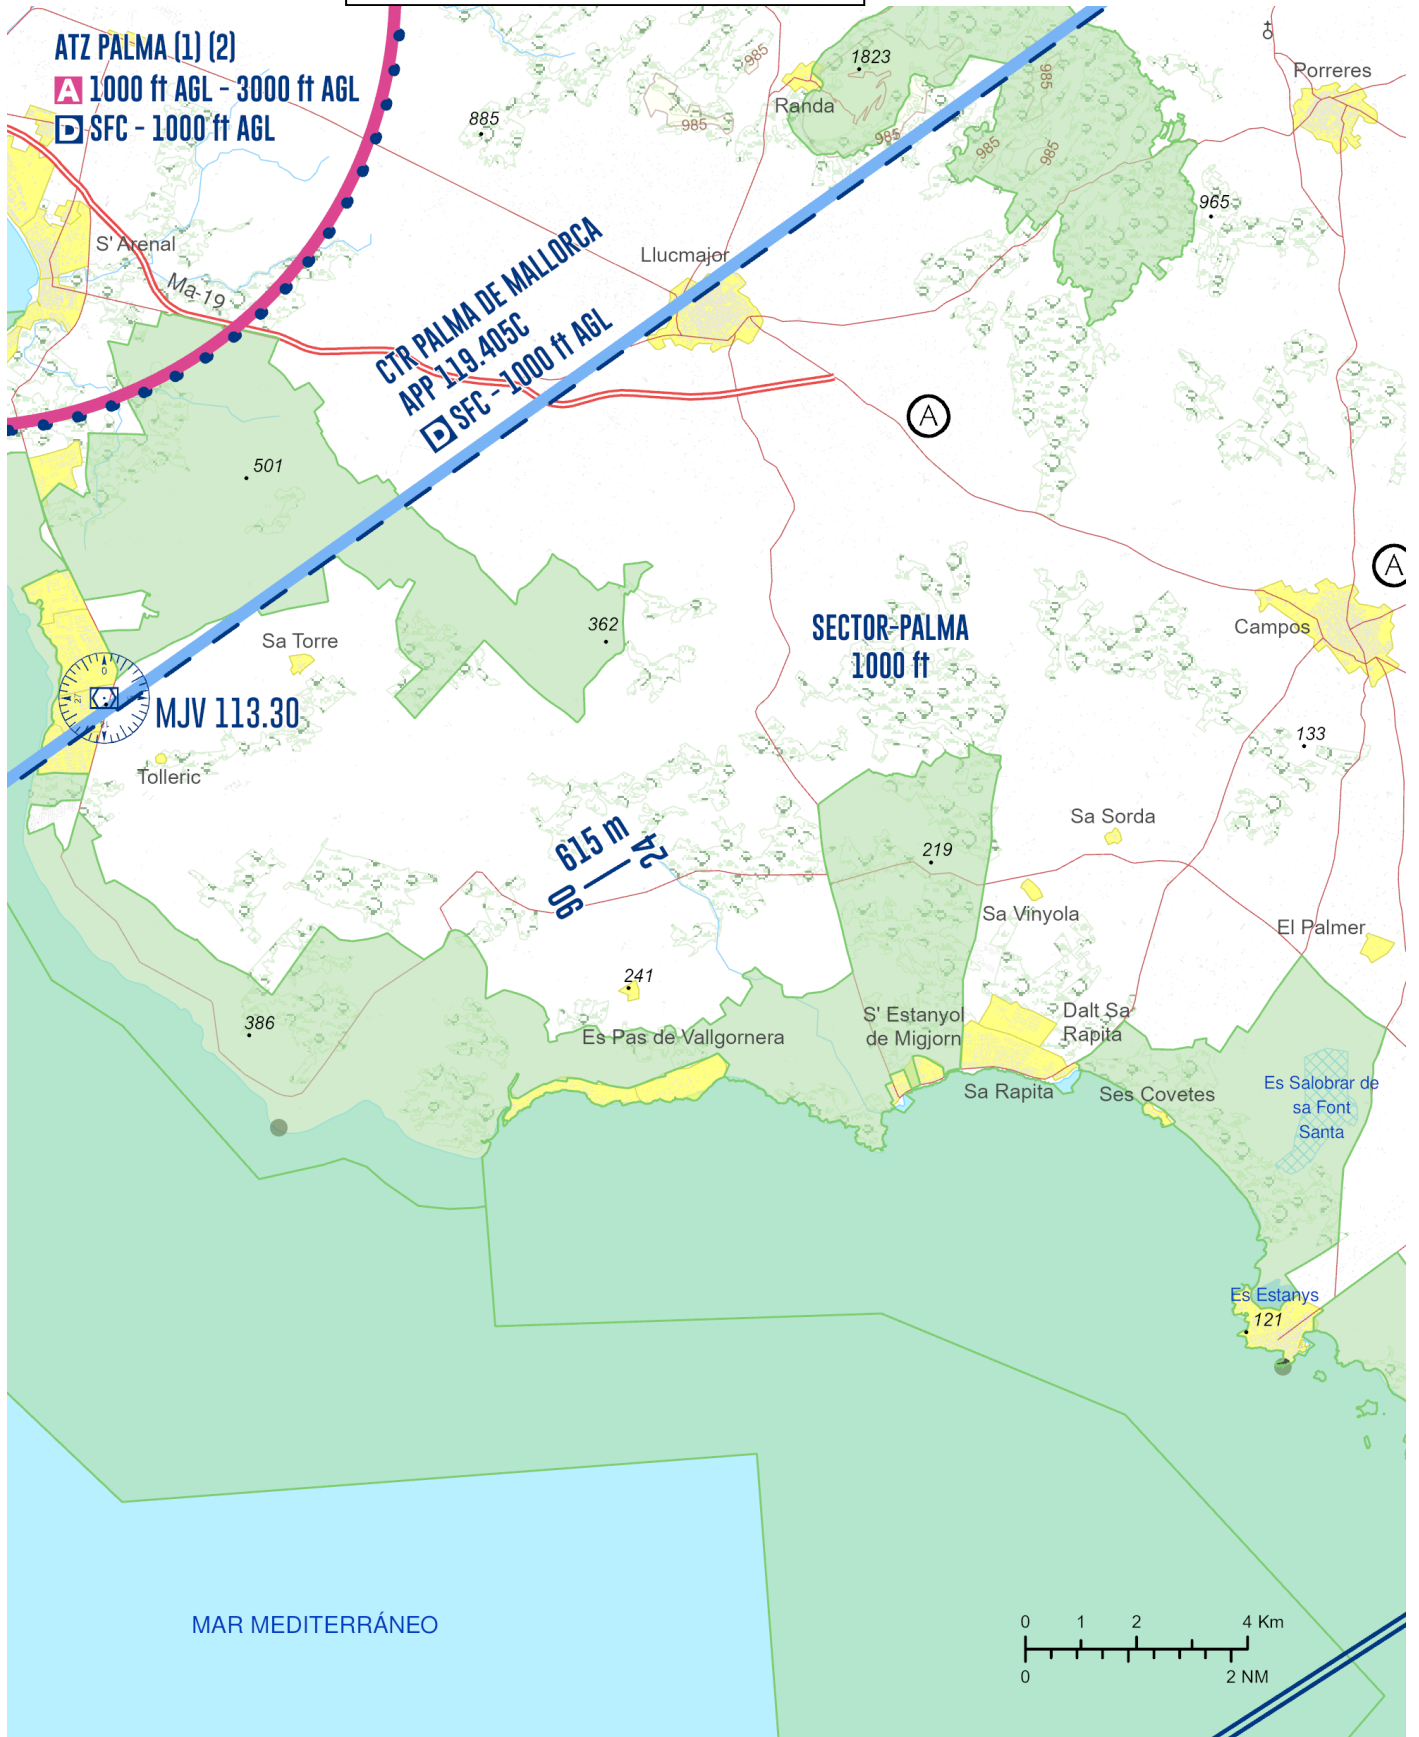 ATZ PALMA (1) (2)
A 1000 ft AGL - 3000 ft AGL
D SFC - 1000 ft AGL
1823
Randa
985
985
985
985
985
985
885
Porreres
965
S' Arenal
Ma-19
Llucmajor
CTR PALMA DE MALLORCA
APP 119.405C
D SFC - 1000 ft AGL
A
501
A
362
Sa Torre
SECTOR-PALMA
1000 ft
Campos
0
27
MJV 113.30
133
Tolleric
615 m
24
06
Sa Sorda
219
Sa Vinyola
El Palmer
241
386
Es Pas de Vallgornera
S' Estanyol
de Migjorn
Dalt Sa
Rapita
Sa Rapita
Ses Covetes
Es Salobrar de
sa Font
Santa
Es Estanys
121
MAR MEDITERRÁNEO
0 1 2 4 Km
0 2 NM